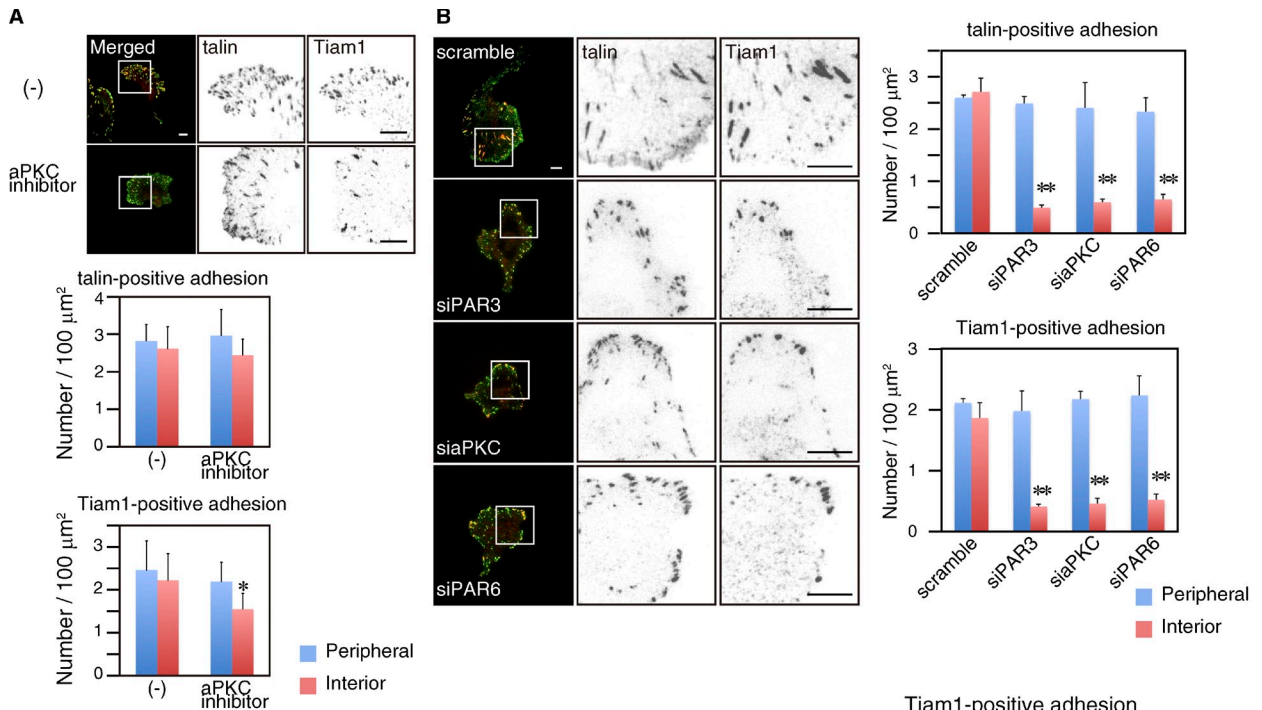 A
Merged
talin
Tiam1
(-)
aPKC
inhibitor
talin-positive adhesion
Number / 100 μm²
4
3
2
1
0
(-)
aPKC
inhibitor
Tiam1-positive adhesion
Number / 100 μm²
3
2
1
0
(-)
aPKC
inhibitor
*
Peripheral
Interior
B
scramble
talin
Tiam1
siPAR3
siaPKC
siPAR6
talin-positive adhesion
Number / 100 μm²
3
2
1
0
**
**
**
scramble
siPAR3
siaPKC
siPAR6
Tiam1-positive adhesion
Number / 100 μm²
3
2
1
0
**
**
**
scramble
siPAR3
siaPKC
siPAR6
Peripheral
Interior
Tiam1-positive adhesion